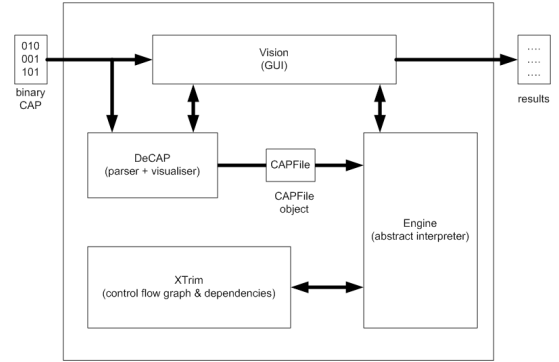 010
001
101
binary
CAP
Vision
(GUI)
....
....
....
results
DeCAP
(parser + visualiser)
CAPFile
CAPFile
object
Engine
(abstract interpreter)
XTrim
(control flow graph & dependencies)